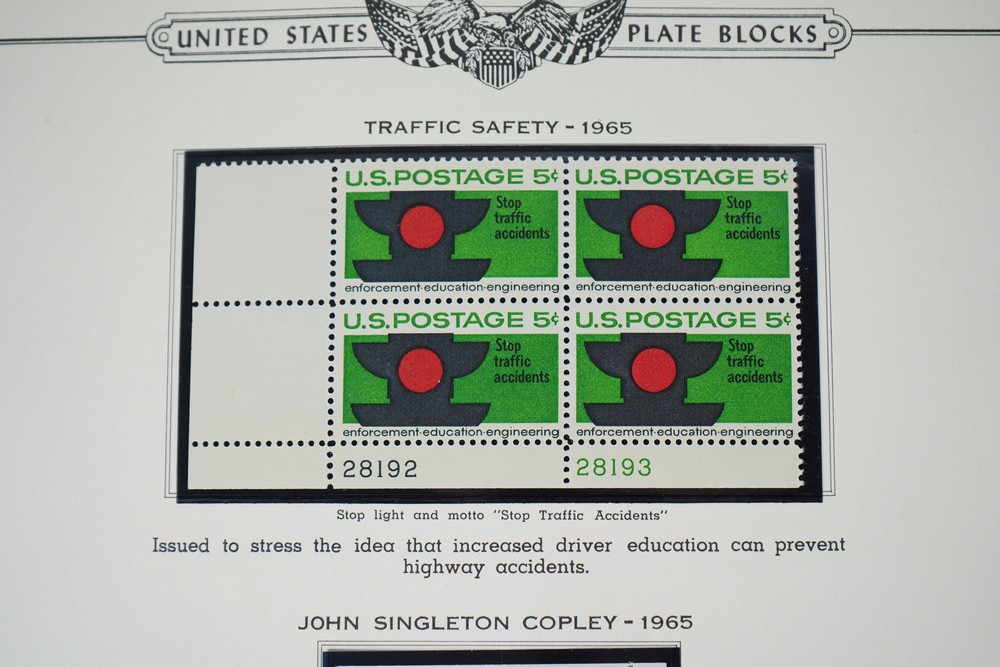 UNITED STATES PLATE BLOCKS
TRAFFIC SAFETY - 1965
U.S.POSTAGE 5¢
Stop
traffic
accidents
enforcement·education·engineering
U.S.POSTAGE 5¢
Stop
traffic
accidents
enforcement·education·engineering
U.S.POSTAGE 5¢
Stop
traffic
accidents
enforcement·education·engineering
U.S.POSTAGE 5¢
Stop
traffic
accidents
enforcement·education·engineering
28192
28193
Stop light and motto "Stop Traffic Accidents"
Issued to stress the idea that increased driver education can prevent
highway accidents.
JOHN SINGLETON COPLEY - 1965